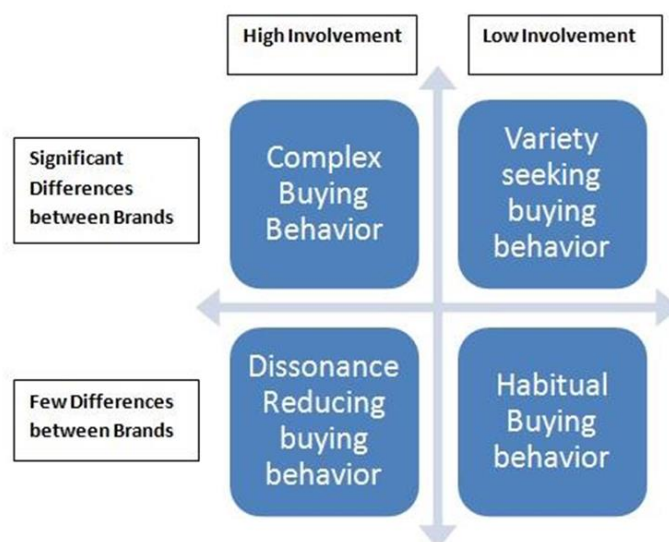 High Involvement
Low Involvement
Significant
Differences
between Brands
Complex
Buying
Behavior
Variety
seeking
buying
behavior
Few Differences
between Brands
Dissonance
Reducing
buying
behavior
Habitual
Buying
behavior